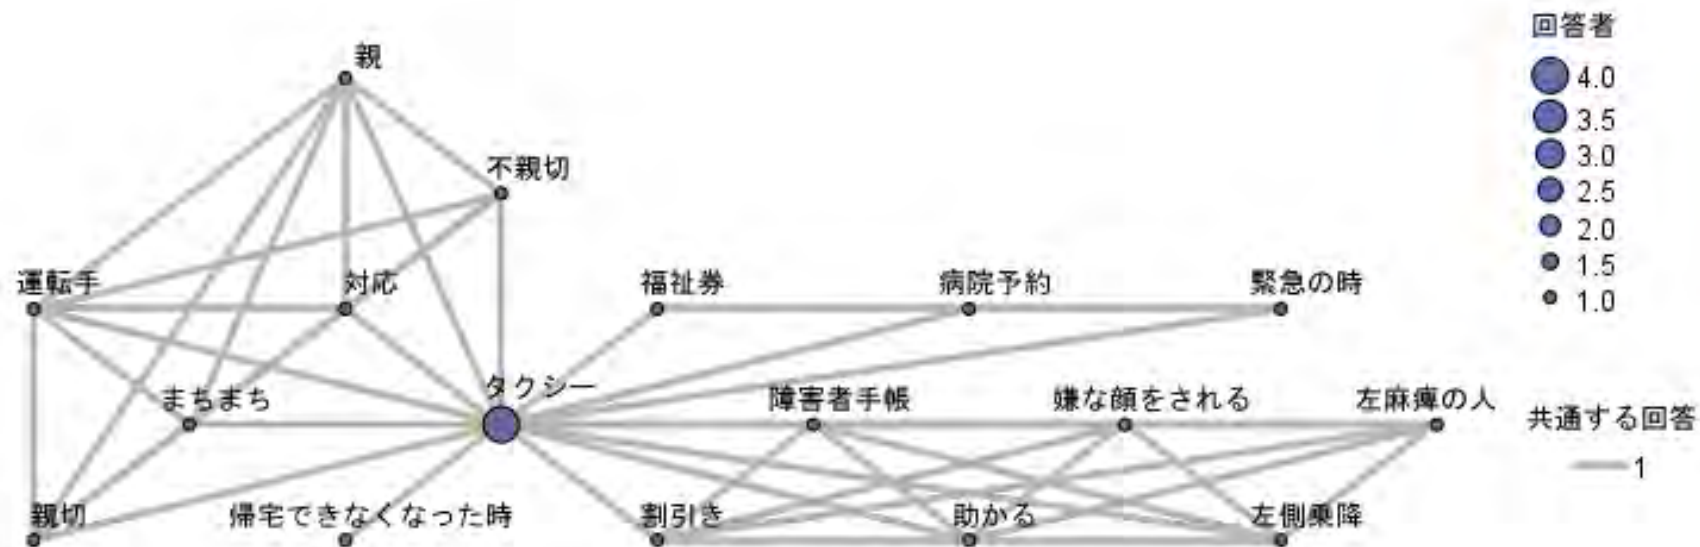 親
不親切
運転手
対応
福祉券
病院予約
緊急の時
まちまち
タクシー
障害者手帳
嫌な顔をされる
左麻痺の人
親切
帰宅できなくなった時
割引き
助かる
左側乗降
回答者
4.0
3.5
3.0
2.5
2.0
1.5
1.0
共通する回答
1